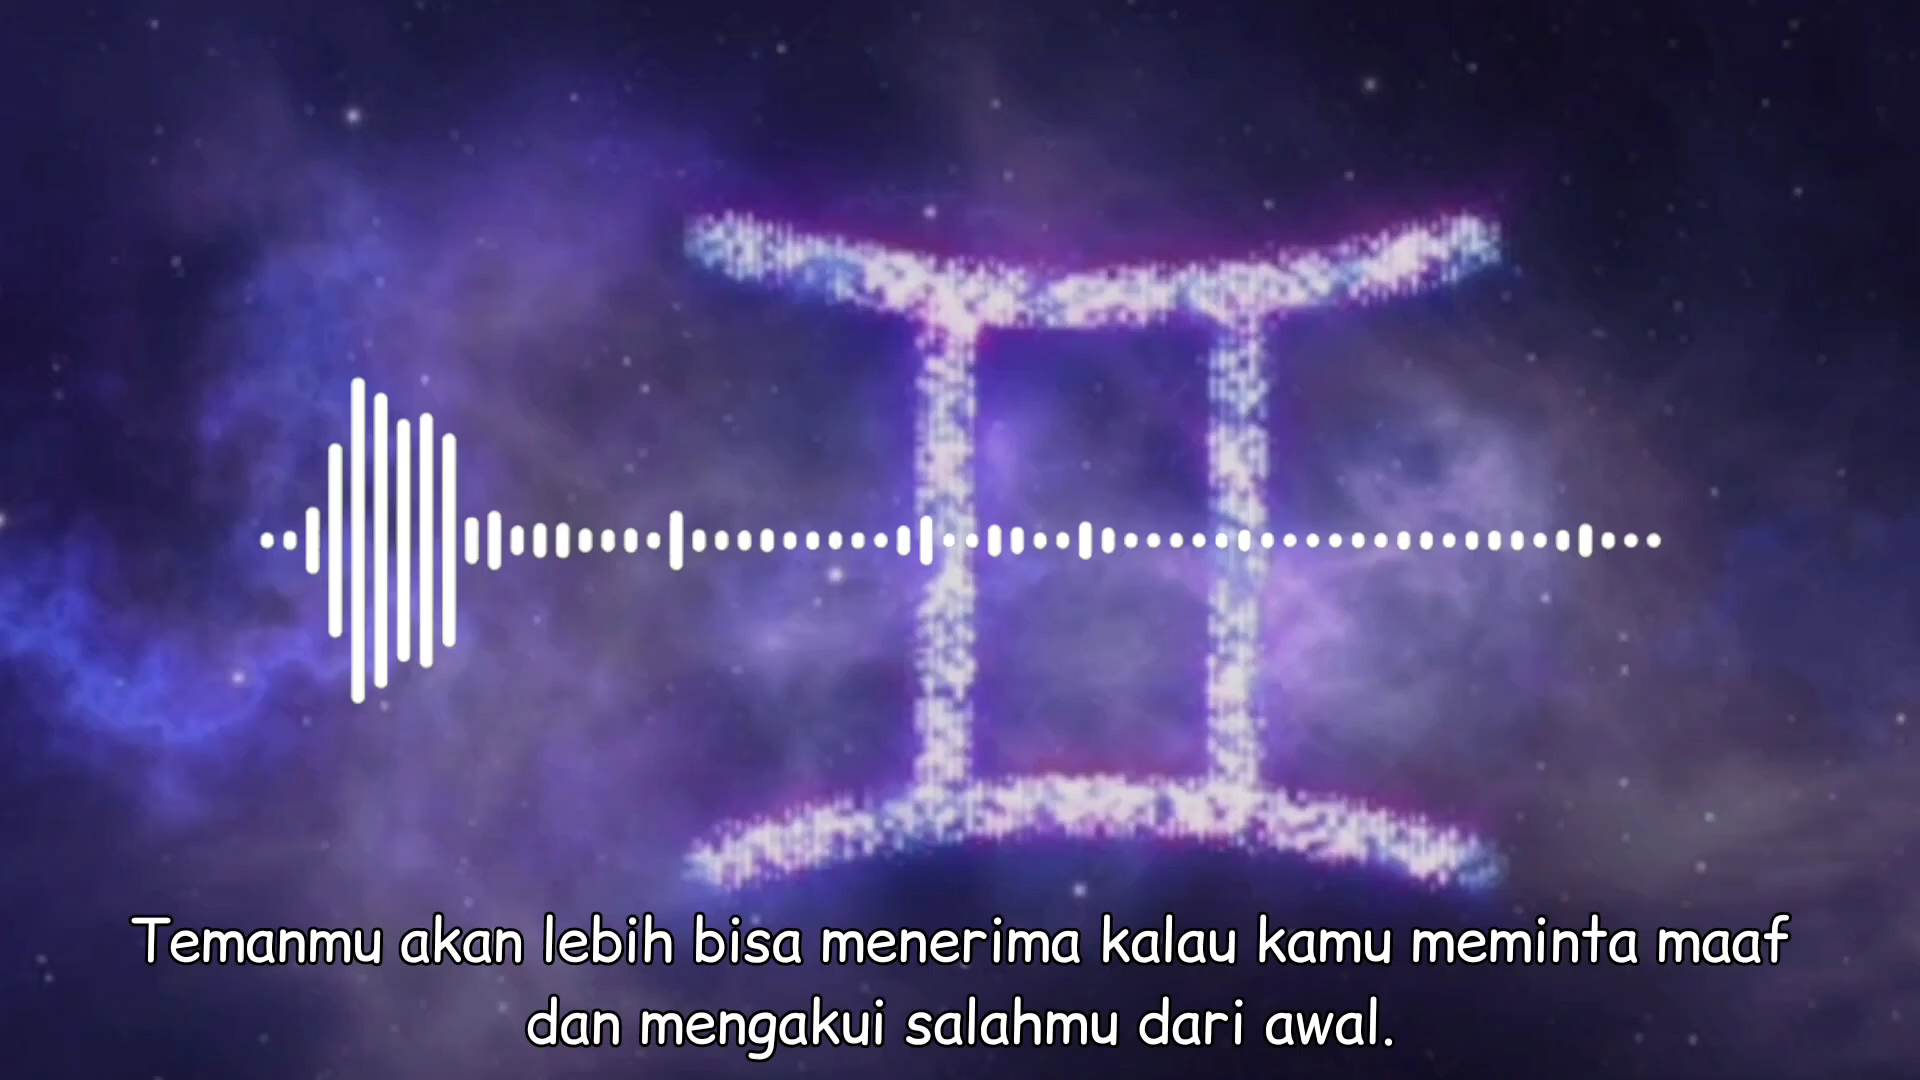 Temanmu akan lebih bisa menerima kalau kamu meminta maaf
dan mengakui salahmu dari awal.